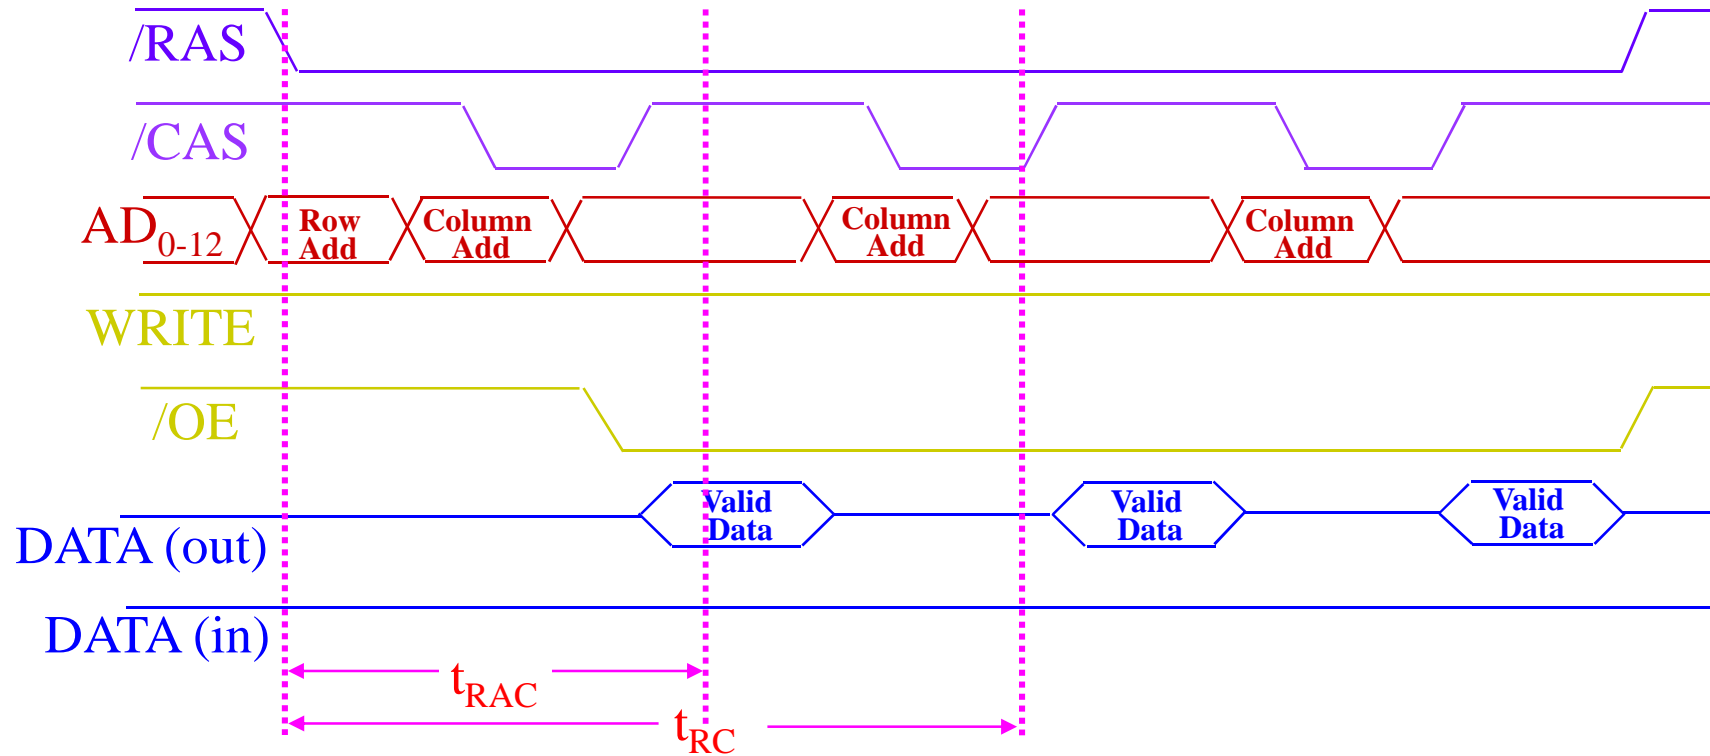 /RAS
/CAS
AD0-12
Row
Add
Column
Add
Column
Add
Column
Add
WRITE
/OE
DATA (out)
Valid
Data
Valid
Data
Valid
Data
DATA (in)
tRAC
tRC